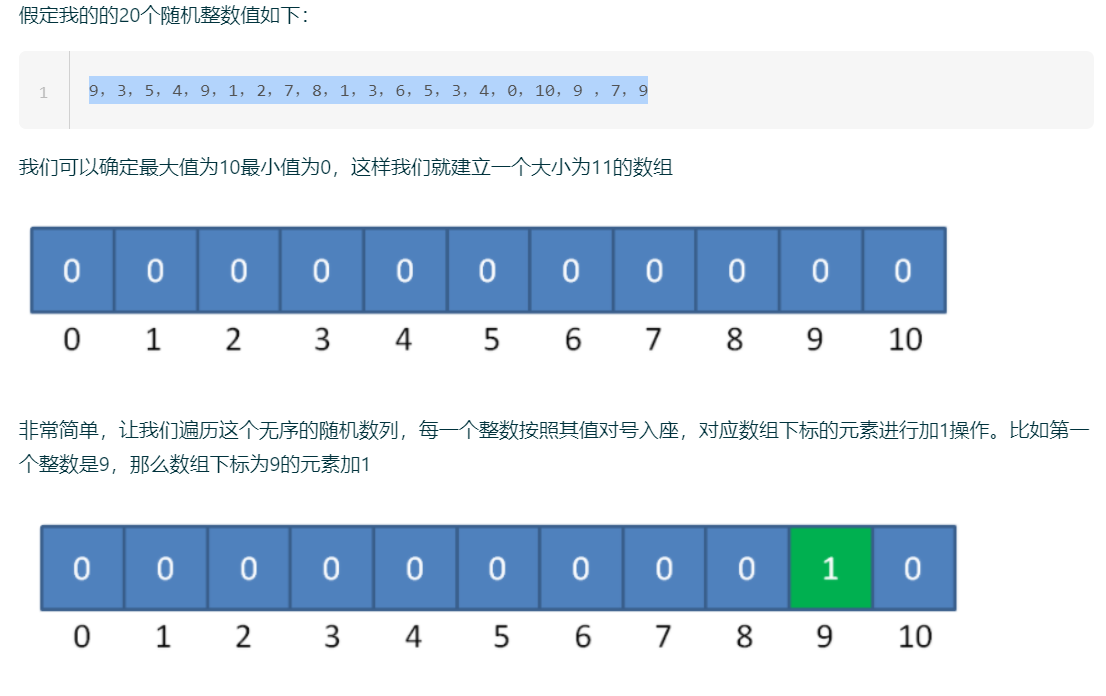 假定我的的20个随机整数值如下：
1
9, 3, 5, 4, 9, 1, 2, 7, 8, 1, 3, 6, 5, 3, 4, 0, 10, 9 , 7, 9
我们可以确定最大值为10最小值为0，这样我们就建立一个大小为11的数组
0 0 0 0 0 0 0 0 0 0 0
0 1 2 3 4 5 6 7 8 9 10
非常简单，让我们遍历这个无序的随机数列，每一个整数按照其值对号入座，对应数组下标的元素进行加1操作。比如第一
个整数是9，那么数组下标为9的元素加1
0 0 0 0 0 0 0 0 0 1 0
0 1 2 3 4 5 6 7 8 9 10